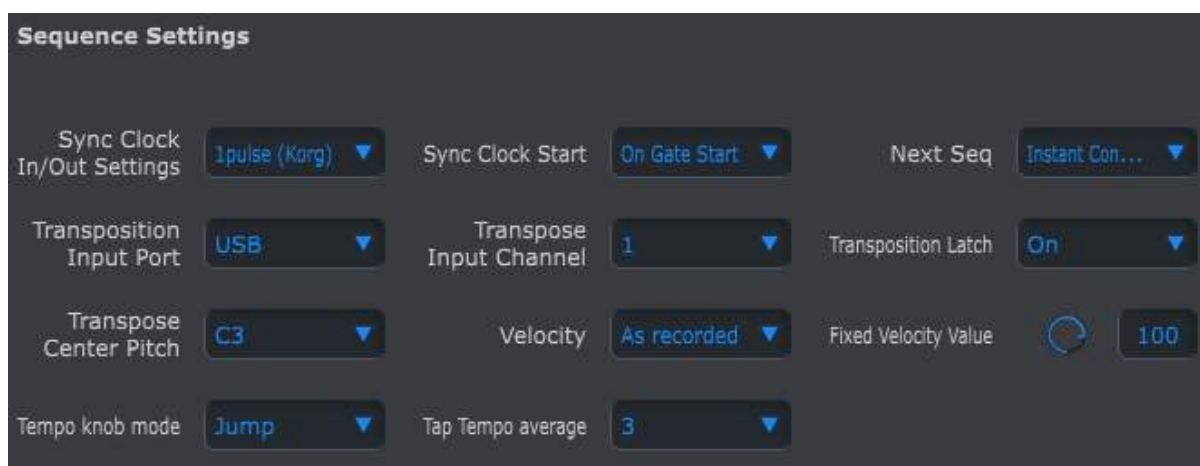 Sequence Settings
Sync Clock
In/Out Settings
1pulse (Korg)
Sync Clock Start
On Gate Start
Next Seq
Instant Con...
Transposition
Input Port
USB
Transpose
Input Channel
1
Transposition Latch
On
Transpose
Center Pitch
C3
Velocity
As recorded
Fixed Velocity Value
100
Tempo knob mode
Jump
Tap Tempo average
3